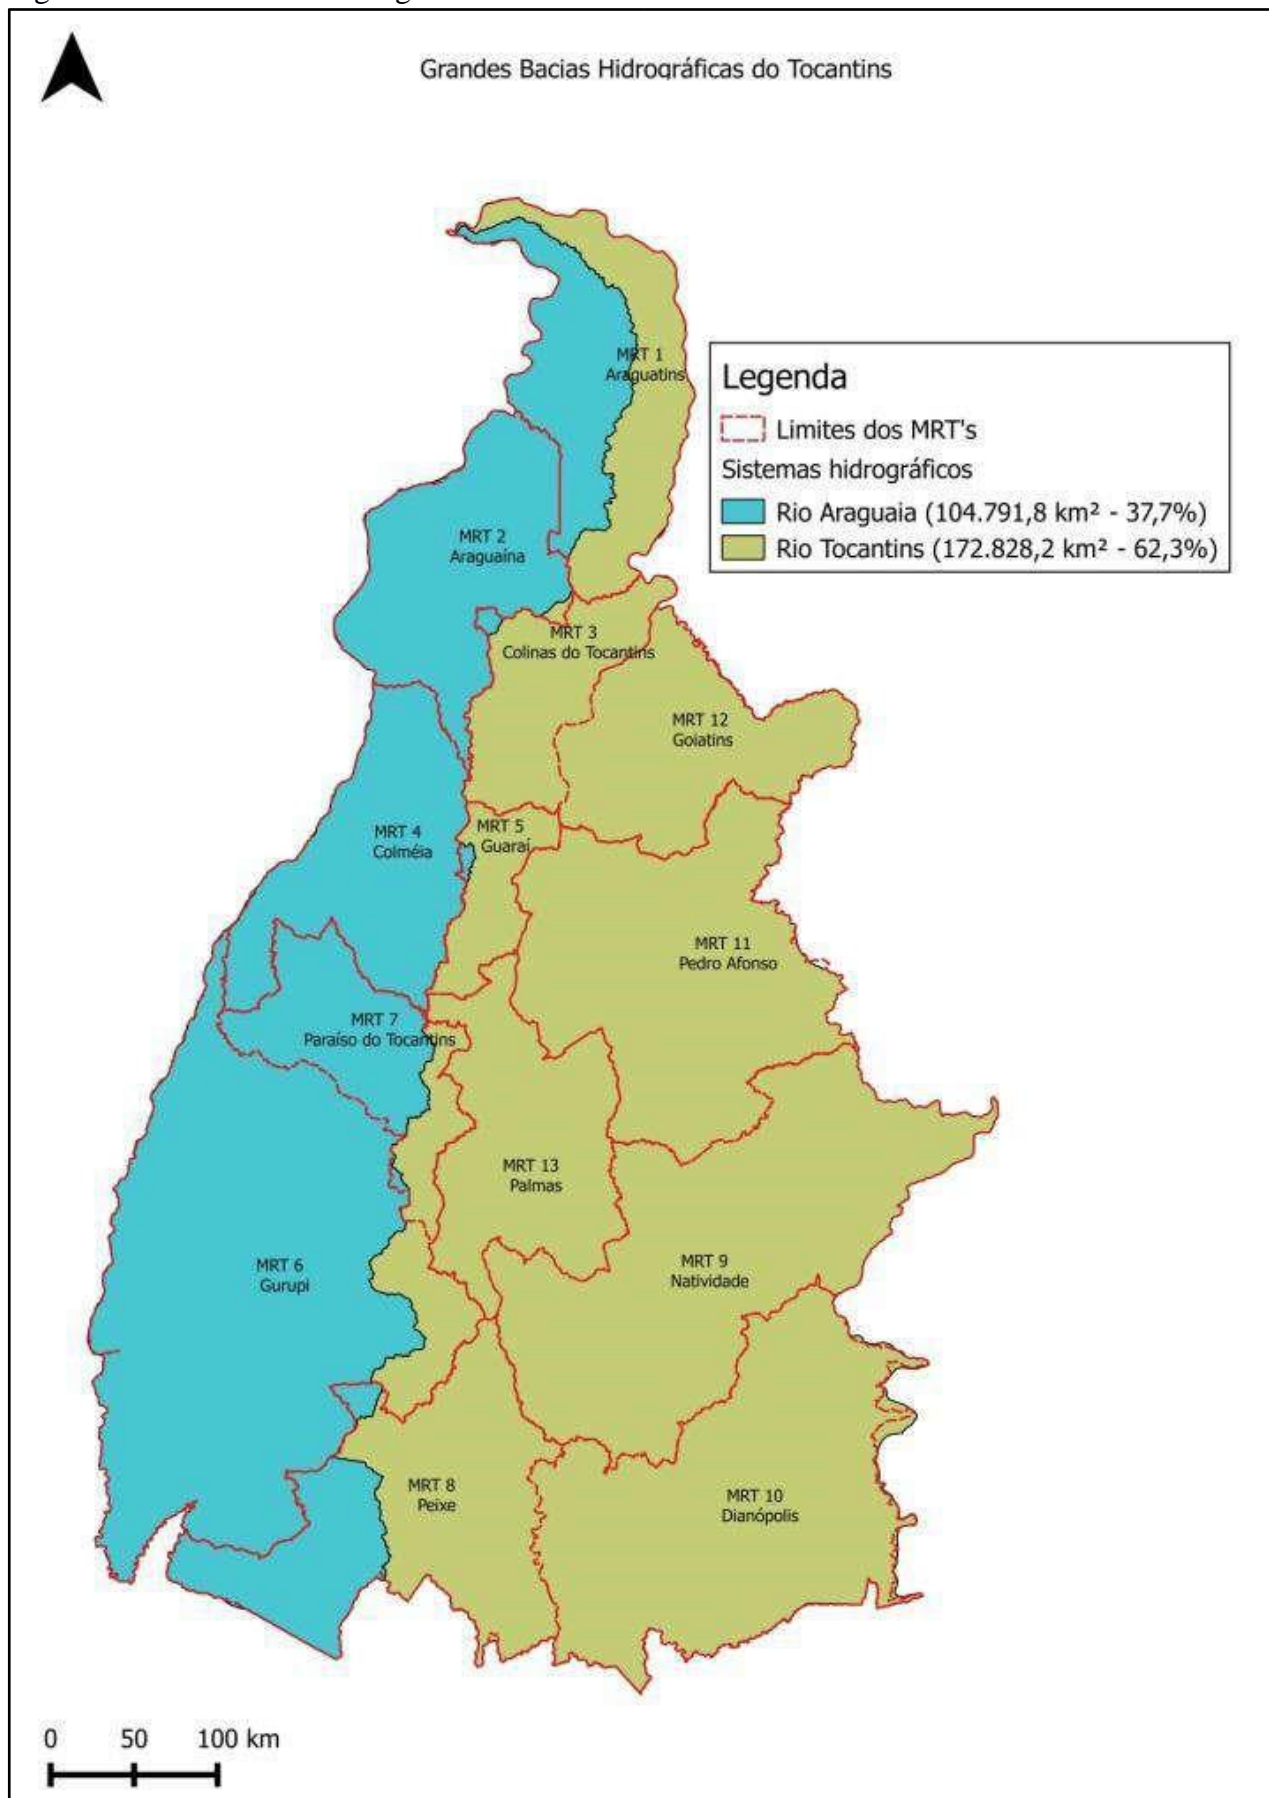 Grandes Bacias Hidrográficas do Tocantins
MRT 1
Araguatins
Legenda
Limites dos MRT's
Sistemas hidrográficos
Rio Araguaia (104.791,8 km² - 37,7%)
Rio Tocantins (172.828,2 km² - 62,3%)
MRT 2
Araguaína
MRT 3
Colinas do Tocantins
MRT 12
Goiatins
MRT 4
Colméia
MRT 5
Guaraí
MRT 11
Pedro Afonso
MRT 7
Paraíso do Tocantins
MRT 13
Palmas
MRT 6
Gurupi
MRT 9
Natividade
MRT 8
Peixe
MRT 10
Dianópolis
0 50 100 km